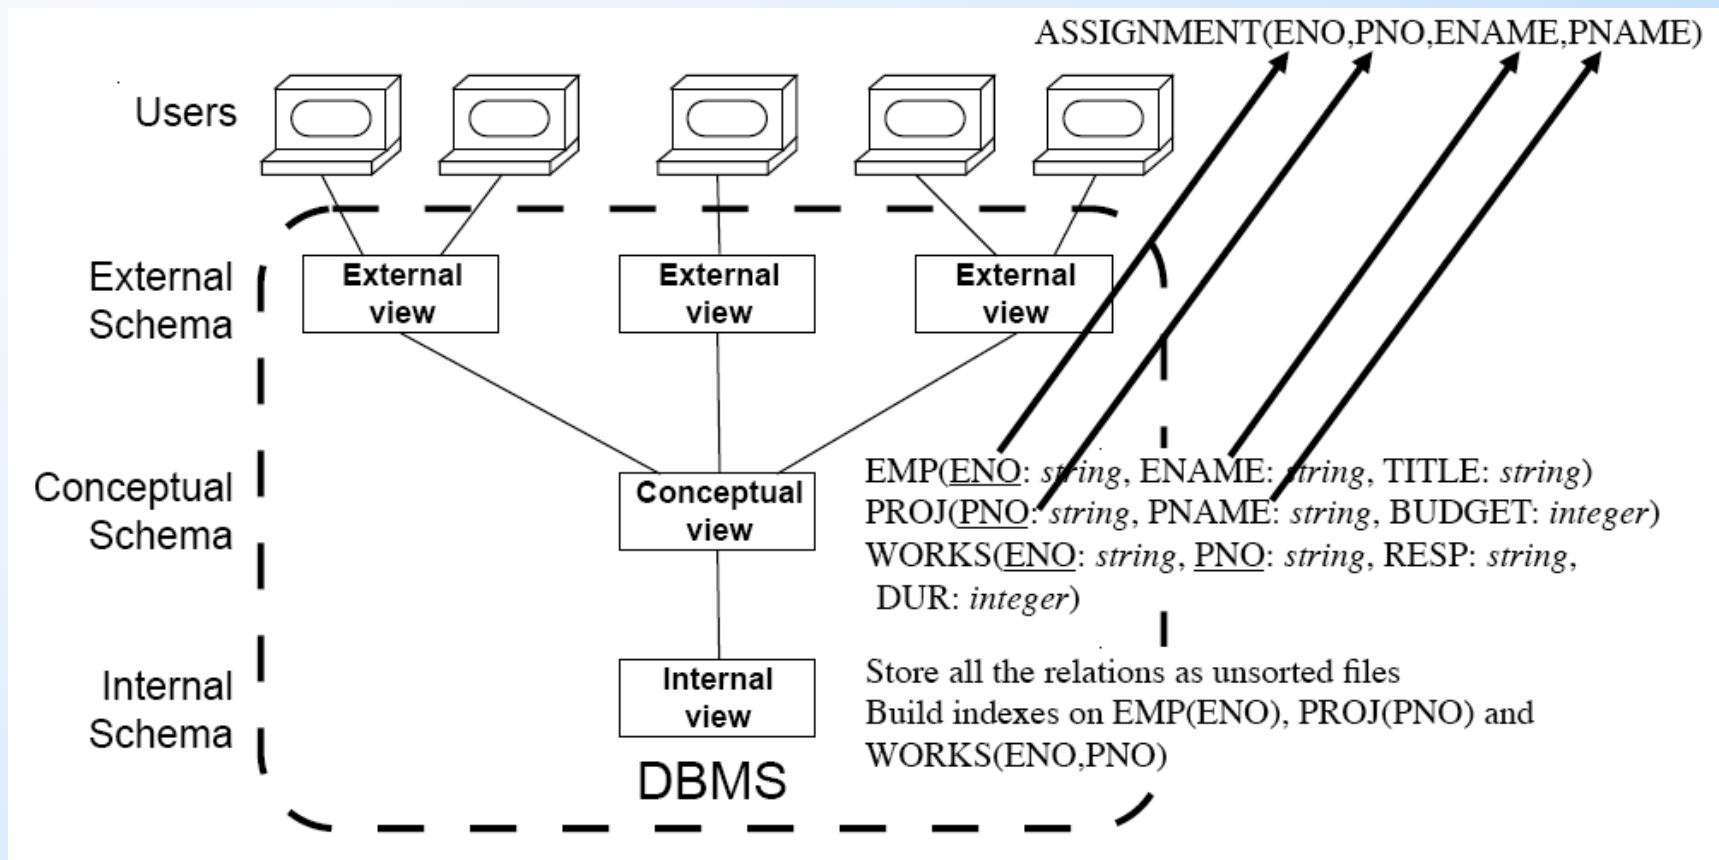 ASSIGNMENT(ENO,PNO,ENAME,PNAME)
Users
External
Schema
External
view
External
view
External
view
Conceptual
Schema
Conceptual
view
EMP(ENO: string, ENAME: string, TITLE: string)
PROJ(PNO: string, PNAME: string, BUDGET: integer)
WORKS(ENO: string, PNO: string, RESP: string,
DUR: integer)
Internal
Schema
Internal
view
Store all the relations as unsorted files
Build indexes on EMP(ENO), PROJ(PNO) and
WORKS(ENO,PNO)
DBMS